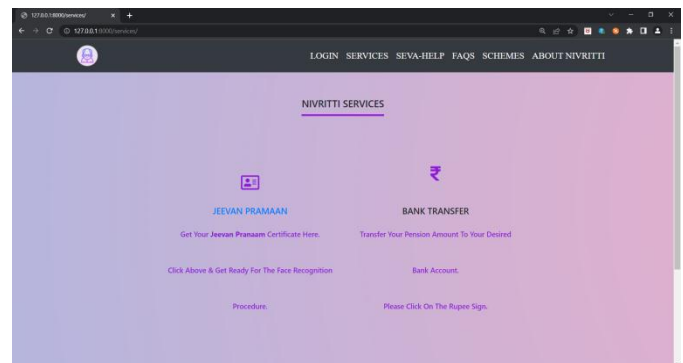 127.0.0.1:8000/services/
127.0.0.1:8000/services/
LOGIN SERVICES SEVA-HELP FAQS SCHEMES ABOUT NIVRITTI
NIVRITTI SERVICES
JEEVAN PRAMAAN
Get Your Jeevan Pranaam Certificate Here.
Click Above & Get Ready For The Face Recognition
Procedure.
₹
BANK TRANSFER
Transfer Your Pension Amount To Your Desired
Bank Account.
Please Click On The Rupee Sign.